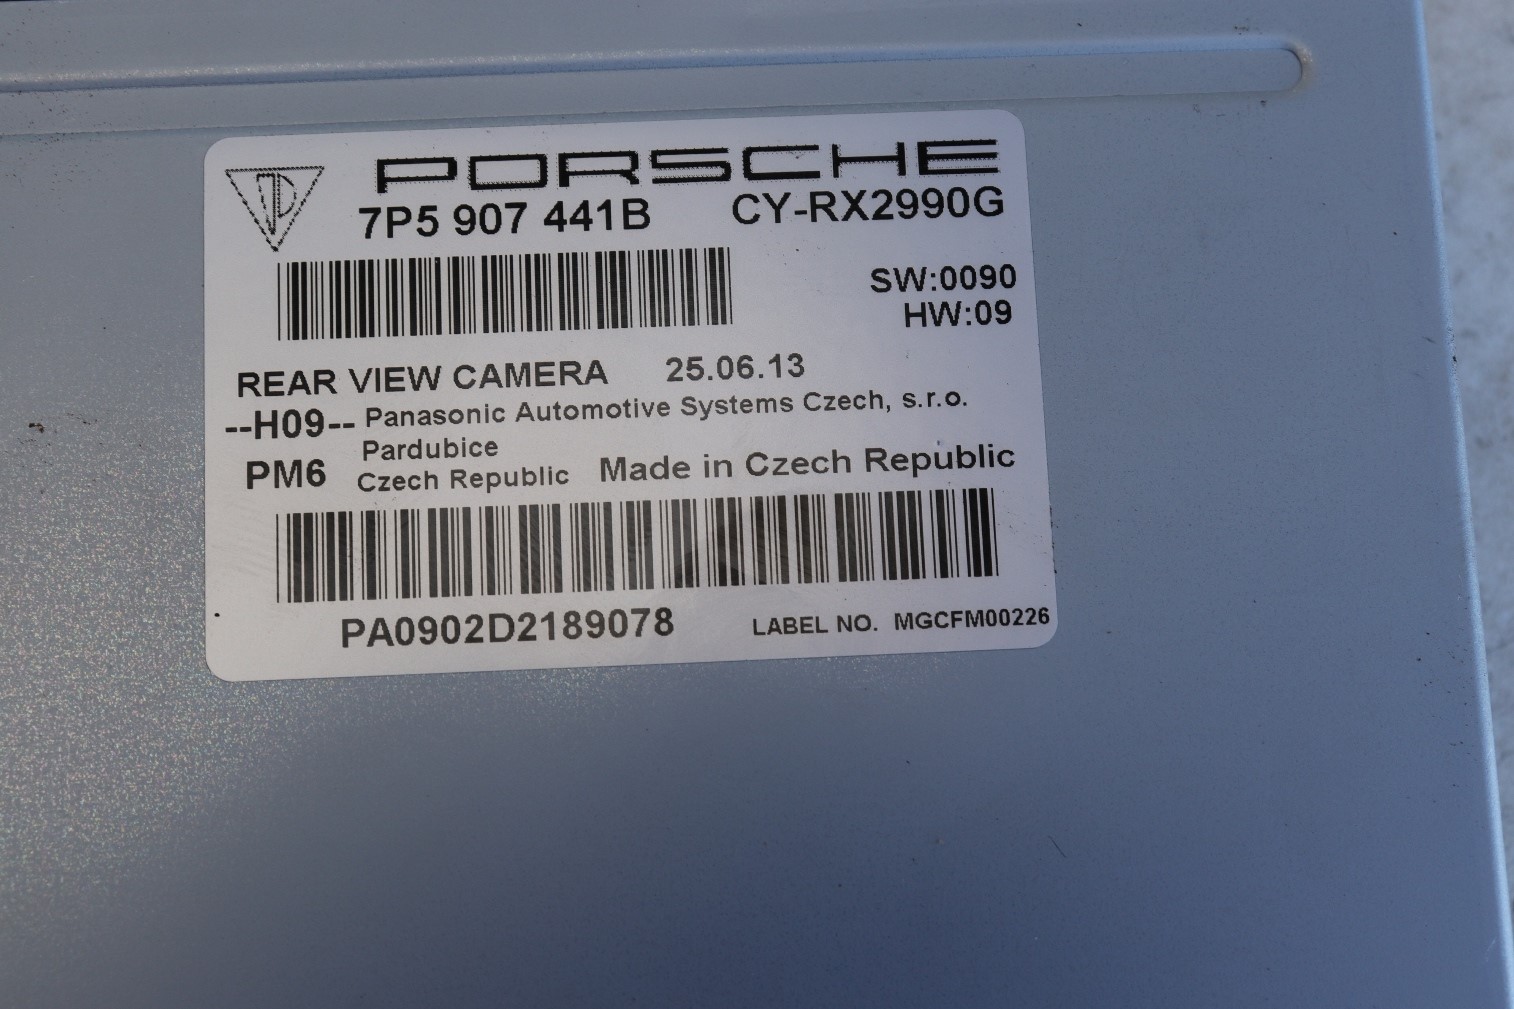 PORSCHE
7P5 907 441B CY-RX2990G
SW:0090
HW:09
REAR VIEW CAMERA 25.06.13
--H09-- Panasonic Automotive Systems Czech, s.r.o.
Pardubice
PM6 Czech Republic Made in Czech Republic
PA0902D2189078 LABEL NO. MGCFM00226